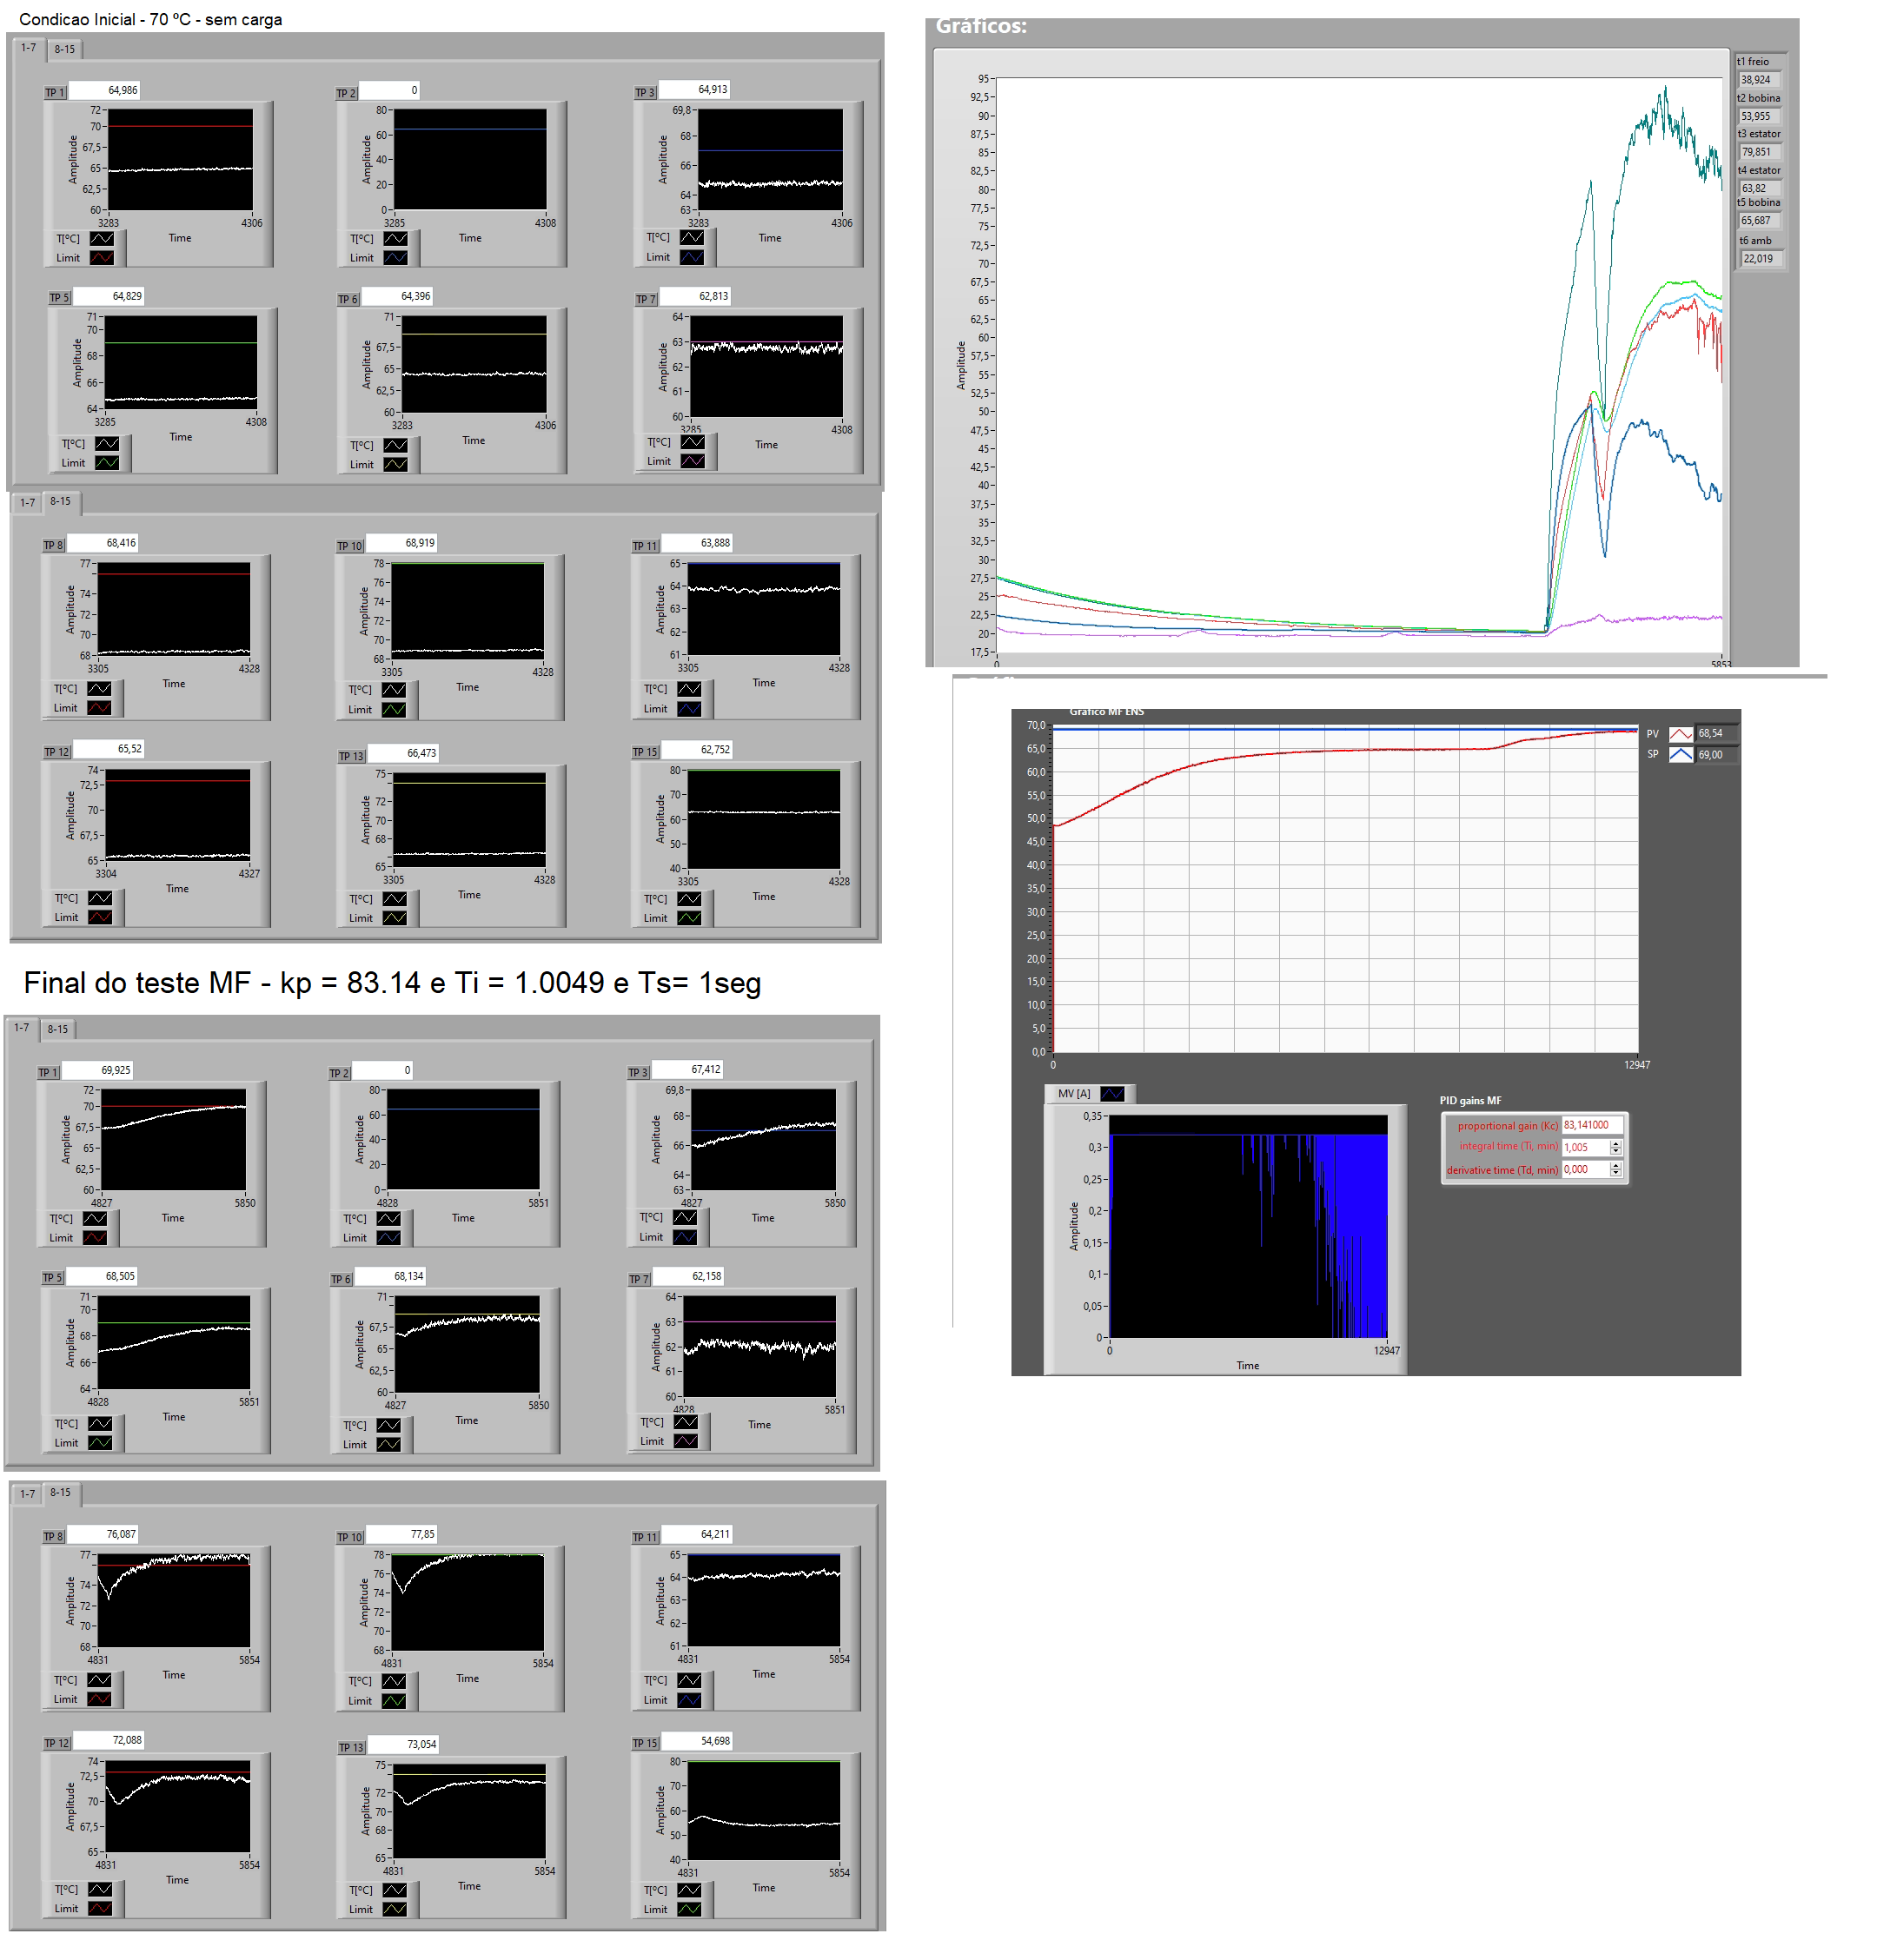 Condicao Inicial - 70 ºC - sem carga
1-7 8-15
TP 1 64,986
72
70
67,5
65
62,5
60
Amplitude
3283 4306
Time
T[ºC]
Limit
TP 2 0
80
60
40
20
0
Amplitude
3285 4308
Time
T[ºC]
Limit
TP 3 64,913
69,8
68
66
64
63
Amplitude
3283 4306
Time
T[ºC]
Limit
TP 5 64,829
71
70
68
66
64
Amplitude
3285 4308
Time
T[ºC]
Limit
TP 6 64,396
71
67,5
65
62,5
60
Amplitude
3283 4306
Time
T[ºC]
Limit
TP 7 62,813
64
63
62
61
60
Amplitude
3285 4308
Time
T[ºC]
Limit
1-7 8-15
TP 8 68,416
77
74
72
70
68
Amplitude
3305 4328
Time
T[ºC]
Limit
TP 10 68,919
78
76
74
72
70
68
Amplitude
3305 4328
Time
T[ºC]
Limit
TP 11 63,888
65
64
63
62
61
Amplitude
3305 4328
Time
T[ºC]
Limit
TP 12 65,52
74
72,5
70
67,5
65
Amplitude
3304 4327
Time
T[ºC]
Limit
TP 13 66,473
75
72
70
68
65
Amplitude
3305 4328
Time
T[ºC]
Limit
TP 15 62,752
80
70
60
50
40
Amplitude
3305 4328
Time
T[ºC]
Limit
Final do teste MF - kp = 83.14 e Ti = 1.0049 e Ts= 1seg
1-7 8-15
TP 1 69,925
72
70
67,5
65
62,5
60
Amplitude
4827 5850
Time
T[ºC]
Limit
TP 2 0
80
60
40
20
0
Amplitude
4828 5851
Time
T[ºC]
Limit
TP 3 67,412
69,8
68
66
64
63
Amplitude
4827 5850
Time
T[ºC]
Limit
TP 5 68,505
71
70
68
66
64
Amplitude
4828 5851
Time
T[ºC]
Limit
TP 6 68,134
71
67,5
65
62,5
60
Amplitude
4827 5850
Time
T[ºC]
Limit
TP 7 62,158
64
63
62
61
60
Amplitude
4828 5851
Time
T[ºC]
Limit
1-7 8-15
TP 8 76,087
77
74
72
70
68
Amplitude
4831 5854
Time
T[ºC]
Limit
TP 10 77,85
78
76
74
72
70
68
Amplitude
4831 5854
Time
T[ºC]
Limit
TP 11 64,211
65
64
63
62
61
Amplitude
4831 5854
Time
T[ºC]
Limit
TP 12 72,088
74
72,5
70
67,5
65
Amplitude
4831 5854
Time
T[ºC]
Limit
TP 13 73,054
75
72
70
68
65
Amplitude
4831 5854
Time
T[ºC]
Limit
TP 15 54,698
80
70
60
50
40
Amplitude
4831 5854
Time
T[ºC]
Limit
Gráficos:
95
92,5
90
87,5
85
82,5
80
77,5
75
72,5
70
67,5
65
62,5
60
57,5
55
52,5
50
47,5
45
42,5
40
37,5
35
32,5
30
27,5
25
22,5
20
17,5
Amplitude
0 5853
t1 freio
38,924
t2 bobina
53,955
t3 estator
79,851
t4 estator
63,82
t5 bobina
65,687
t6 amb
22,019
Gráfico MF ENS
70,0
65,0
60,0
55,0
50,0
45,0
40,0
35,0
30,0
25,0
20,0
15,0
10,0
5,0
0,0
0 12947
PV 68,54
SP 69,00
MV [A]
0,35
0,3
0,25
0,2
0,15
0,1
0,05
0
Amplitude
0 12947
Time
PID gains MF
proportional gain (Kc) 83,141000
integral time (Ti, min) 1,005
derivative time (Td, min) 0,000